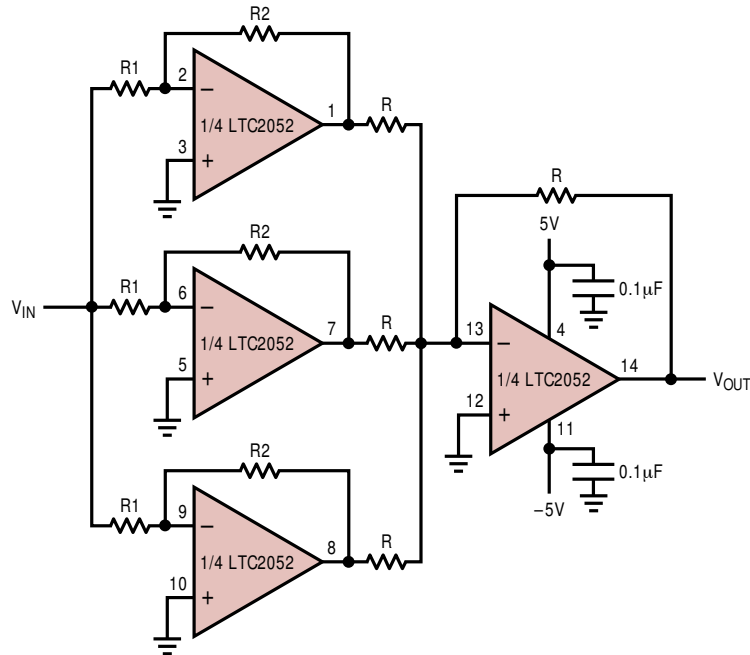 R2
R1
2
1
R
1/4 LTC2052
3
R
5V
R2
0.1µF
R1
6
VIN
7
R
13
4
1/4 LTC2052
14
1/4 LTC2052
VOUT
5
12
11
R2
0.1µF
–5V
R1
9
8
R
1/4 LTC2052
10